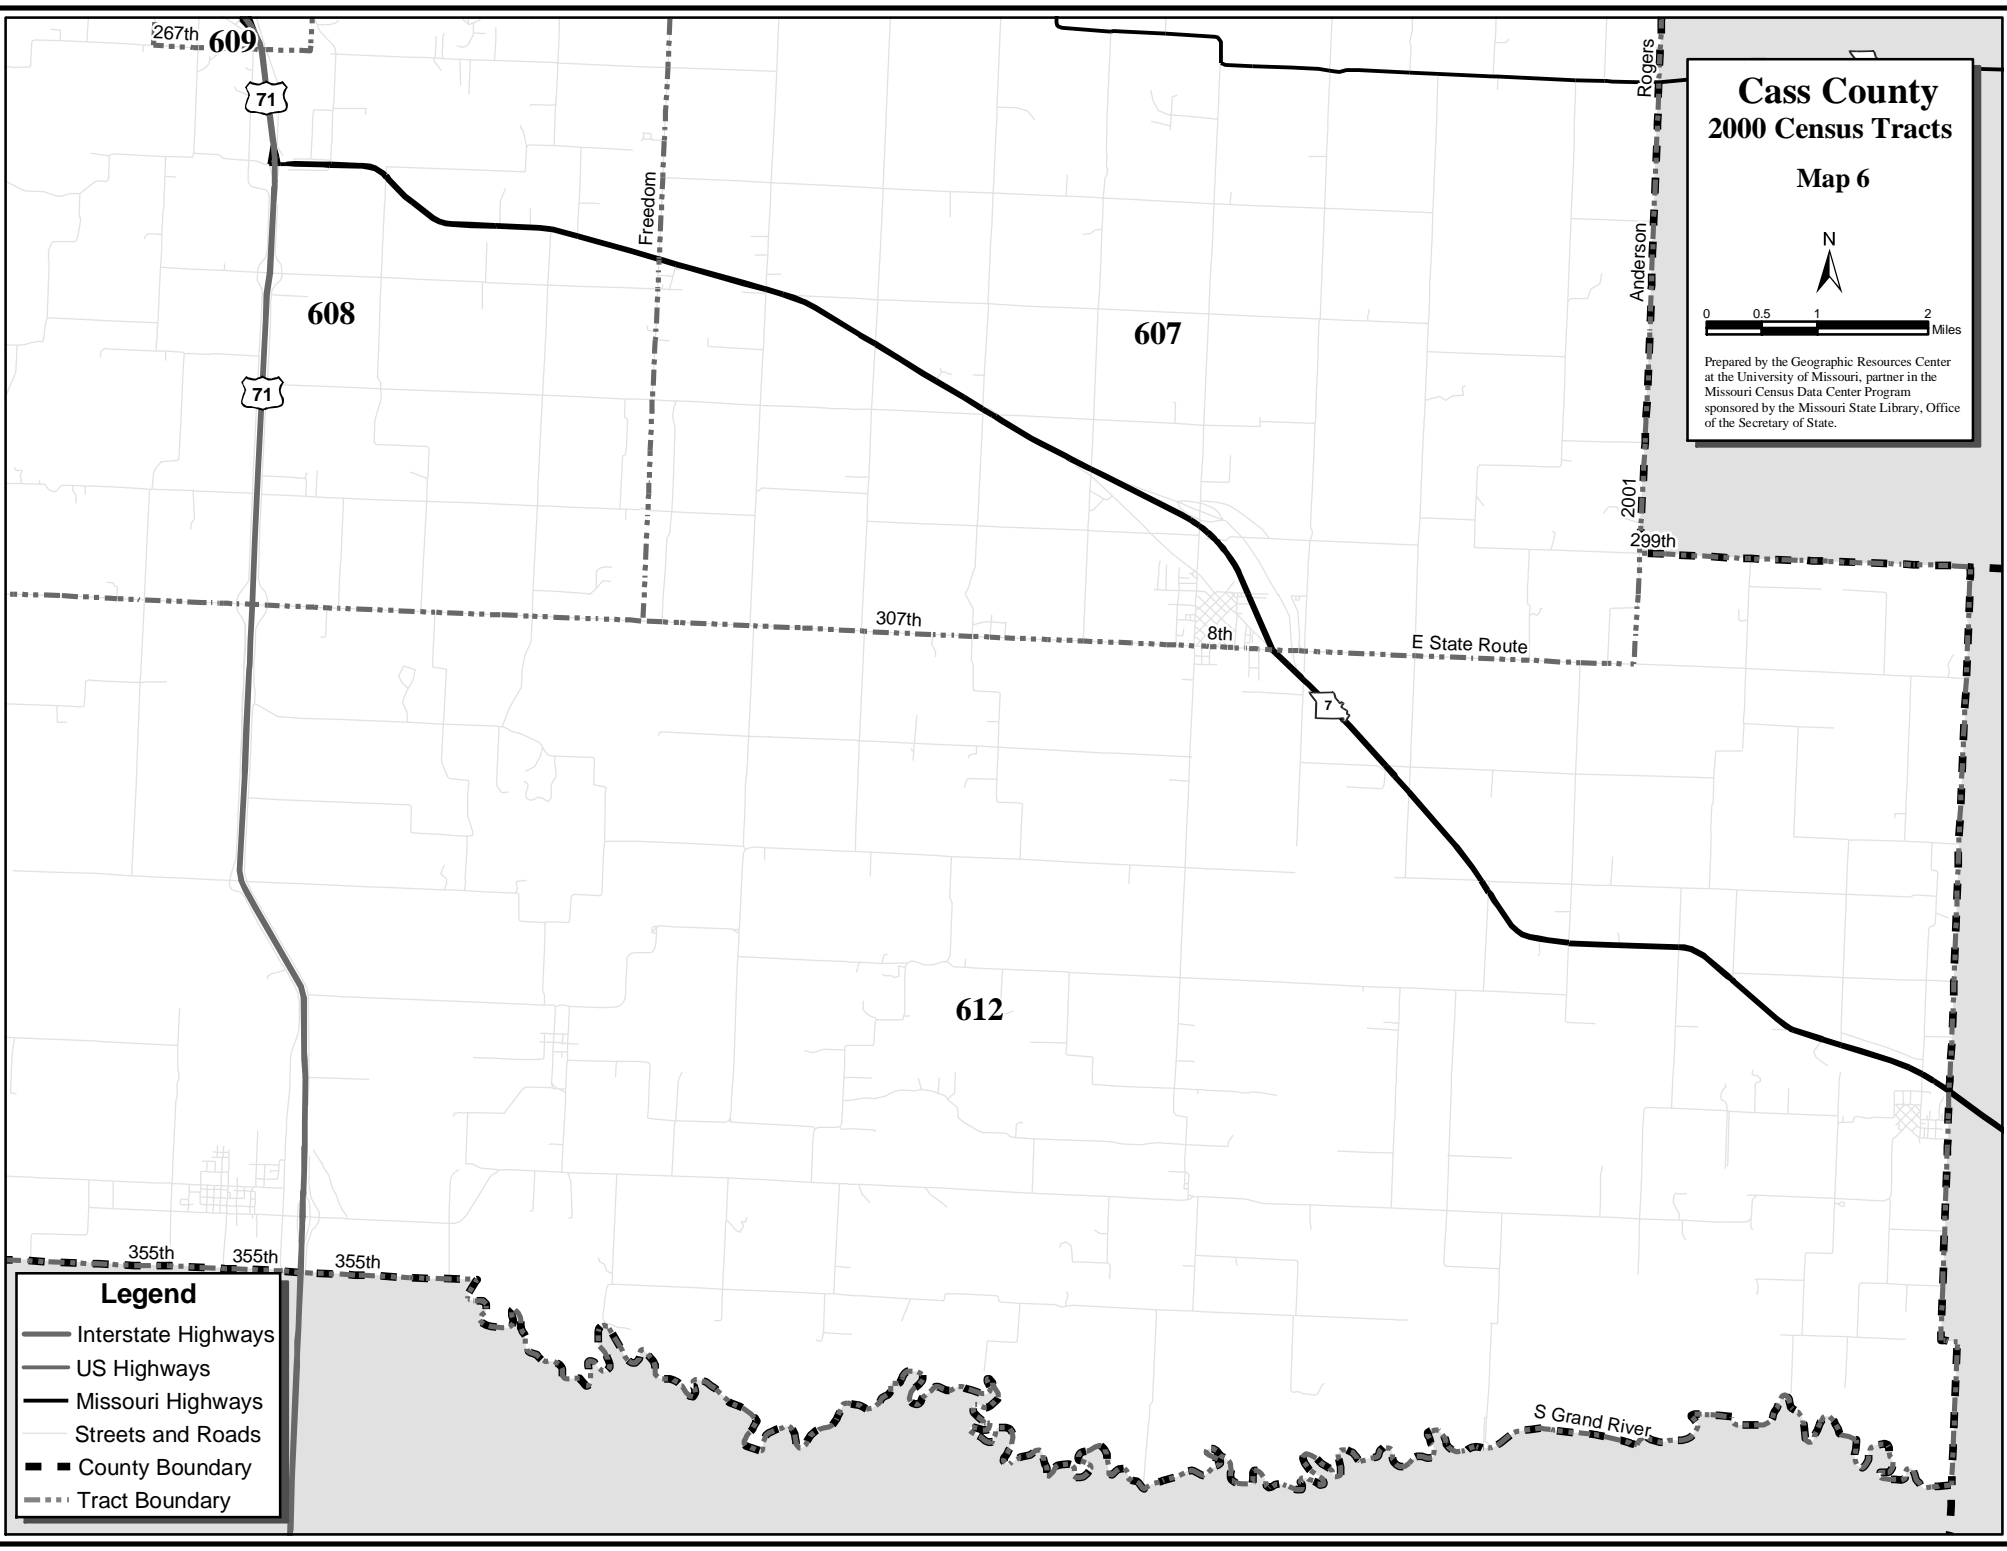 267th
609
71
Rogers
Cass County
2000 Census Tracts
Map 6
N
0 0.5 1 2
Miles
Prepared by the Geographic Resources Center
at the University of Missouri, partner in the
Missouri Census Data Center Program
sponsored by the Missouri State Library, Office
of the Secretary of State.
Freedom
Anderson
608
607
71
2001
299th
307th
8th
E State Route
7
612
355th
355th
355th
S Grand River
Legend
Interstate Highways
US Highways
Missouri Highways
Streets and Roads
County Boundary
Tract Boundary